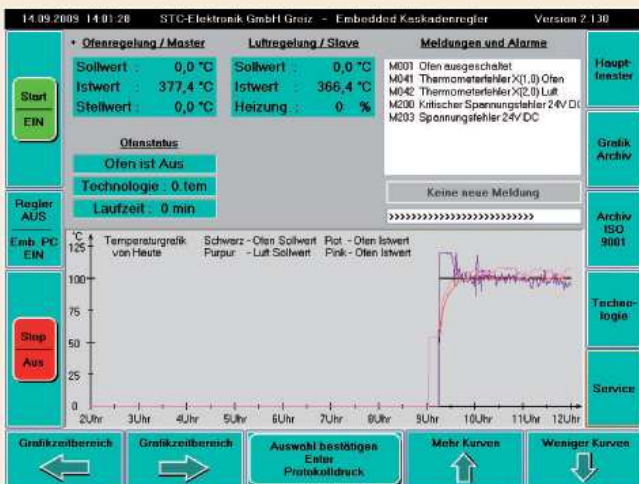 14.09.2009 14:01:28 STC-Elektronik GmbH Greiz - Embedded Kaskadenregler Version 2.130
Start
EIN
Regler
AUS
Emb. PC
EIN
Stop
Aus
• Ofenregelung / Master
Sollwert : 0,0 °C
Istwert : 377,4 °C
Stellwert : 0,0 °C
Luftregelung / Slave
Sollwert : 0,0 °C
Istwert : 366,4 °C
Heizung : 0 %
Meldungen und Alarme
M001 Ofen ausgeschaltet
M041 Thermometerfehler X(1,0) Ofen
M042 Thermometerfehler X(2,0) Luft
M200 Kritischer Spannungsfehler 24V DC
M203 Spannungsfehler 24V DC
Ofenstatus
Ofen ist Aus
Technologie : 0.tem
Laufzeit : 0 min
Keine neue Meldung
>>>>>>>>>>>>>>>>>>>>>>>>>>
Haupt-
fenster
Grafik
Archiv
Archiv
ISO
9001
Techno-
logie
Service
°C
Temperaturgrafik
von Heute
Schwarz - Ofen Sollwert Rot - Ofen Istwert
Purpur - Luft Sollwert Pink - Ofen Istwert
125
100
75
50
25
0
2Uhr 3Uhr 4Uhr 5Uhr 6Uhr 7Uhr 8Uhr 9Uhr 10Uhr 11Uhr 12Uhr
Grafikzeitbereich
Grafikzeitbereich
Auswahl bestätigen
Enter
Protokolldruck
Mehr Kurven
Weniger Kurven